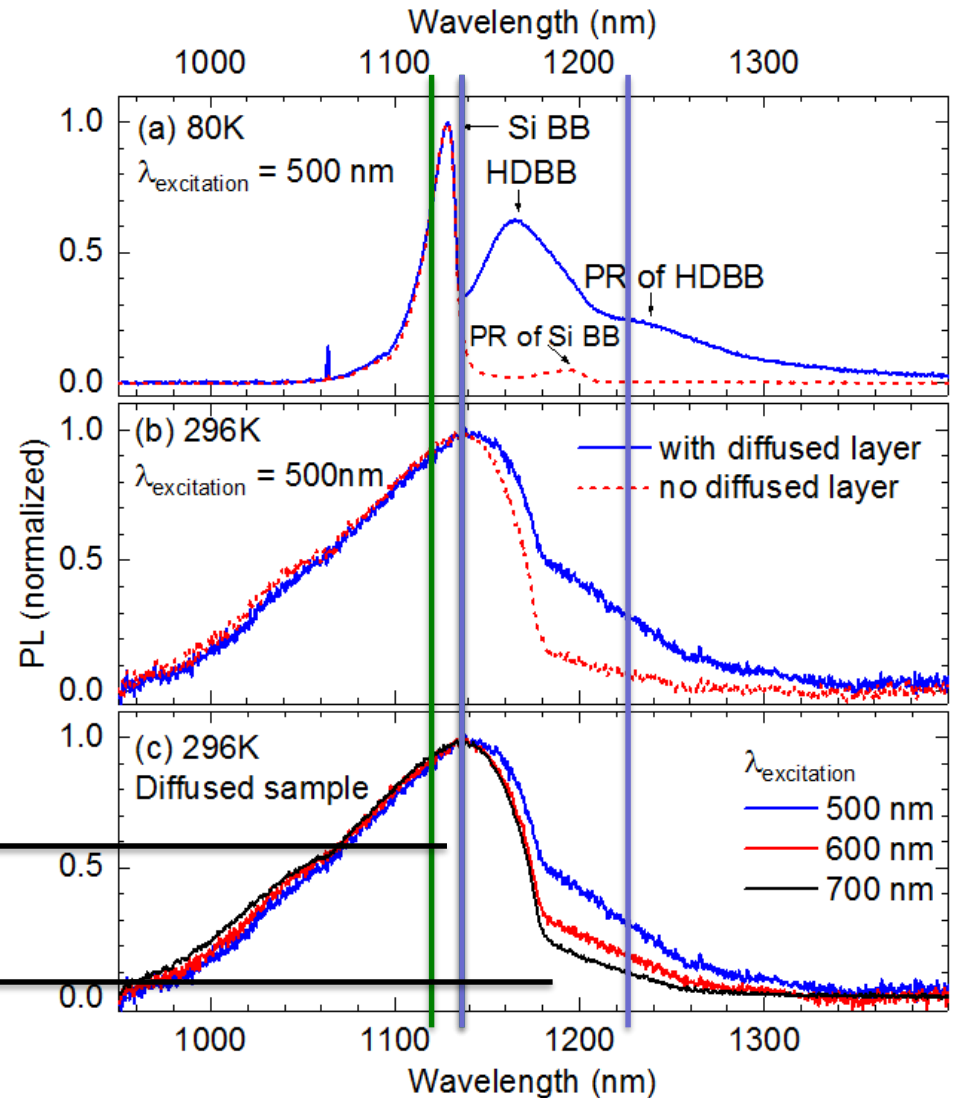 Wavelength (nm)
1000 1100 1200 1300
1.0
(a) 80K
Si BB
λexcitation = 500 nm
HDBB
0.5
PR of HDBB
PR of Si BB
0.0
1.0
(b) 296K
with diffused layer
λexcitation = 500nm
no diffused layer
0.5
PL (normalized)
0.0
1.0
(c) 296K
Diffused sample
λexcitation
500 nm
600 nm
700 nm
0.5
0.0
1000 1100 1200 1300
Wavelength (nm)